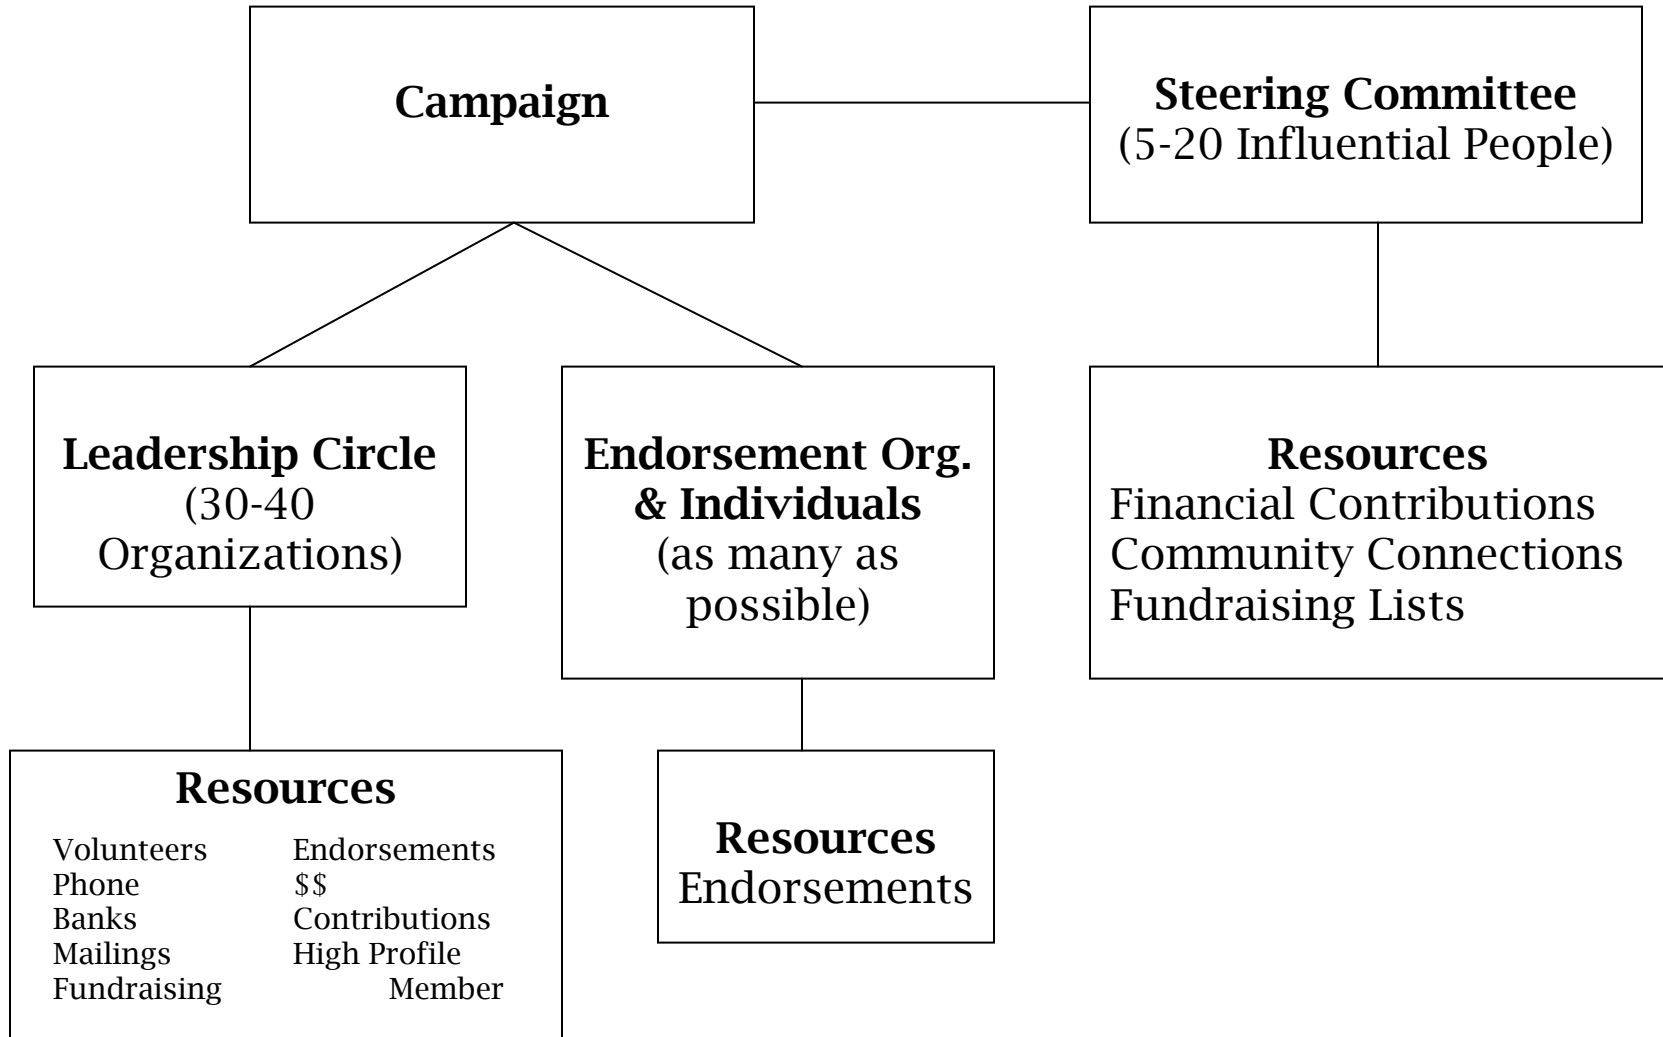 Campaign
Steering Committee
(5-20 Influential People)
Leadership Circle
(30-40
Organizations)
Endorsement Org.
& Individuals
(as many as
possible)
Resources
Financial Contributions
Community Connections
Fundraising Lists
Resources
Volunteers
Phone
Banks
Mailings
Fundraising
Endorsements
$$
Contributions
High Profile
Member
Resources
Endorsements